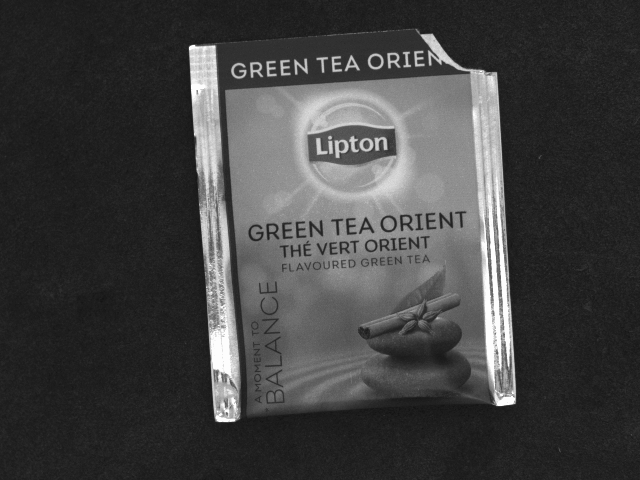 GREEN TEA ORIEN
Lipton
GREEN TEA ORIENT
THÉ VERT ORIENT
FLAVOURED GREEN TEA
A MOMENT TO
BALANCE